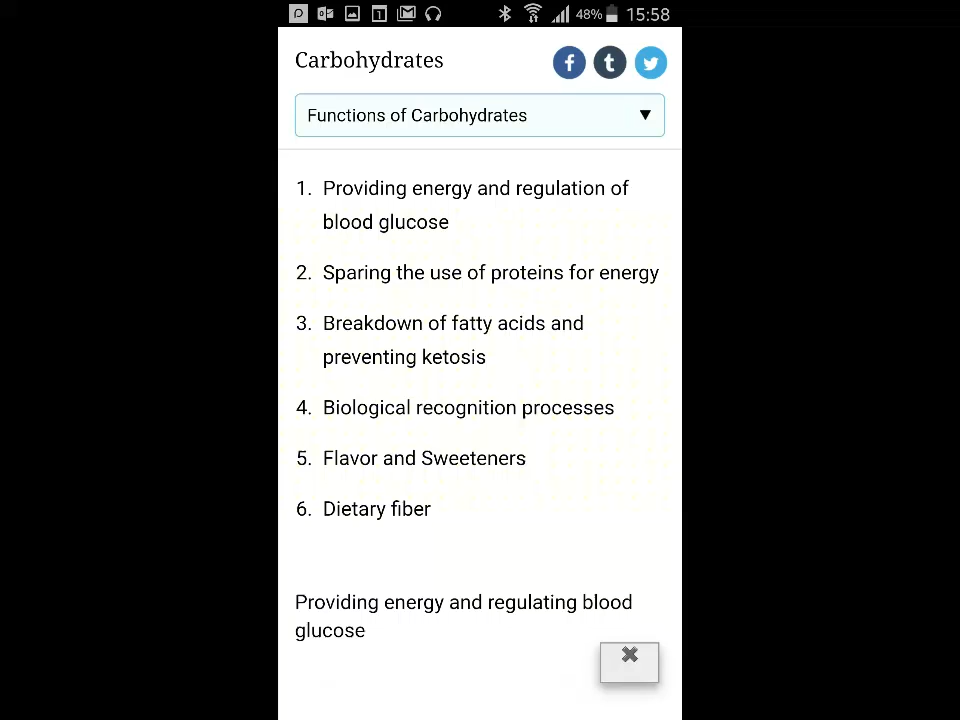 48% 15:58
Carbohydrates
Functions of Carbohydrates
1. Providing energy and regulation of
blood glucose
2. Sparing the use of proteins for energy
3. Breakdown of fatty acids and
preventing ketosis
4. Biological recognition processes
5. Flavor and Sweeteners
6. Dietary fiber
Providing energy and regulating blood
glucose